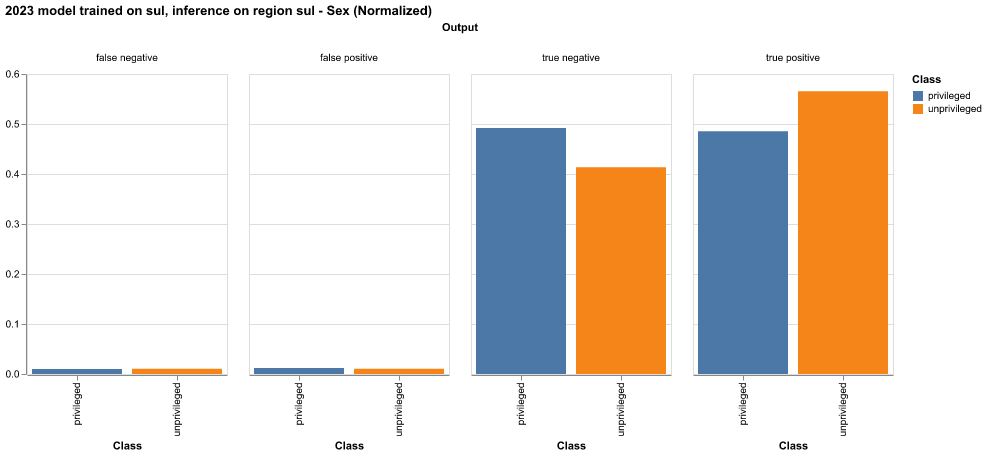 2023 model trained on sul, inference on region sul - Sex (Normalized)
Output
false negative
false positive
true negative
true positive
0.6
0.5
0.4
0.3
0.2
0.1
0.0
privileged
unprivileged
privileged
unprivileged
privileged
unprivileged
privileged
unprivileged
Class
Class
Class
Class
Class
privileged
unprivileged